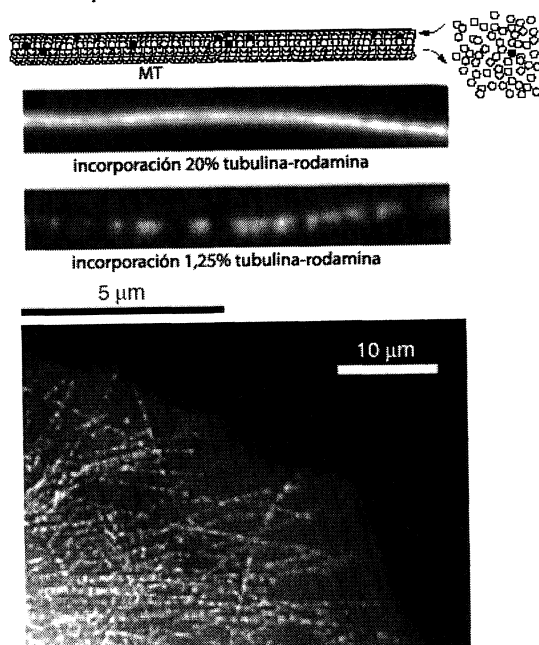 MT
incorporación 20% tubulina-rodamina
incorporación 1,25% tubulina-rodamina
5 μm
10 μm